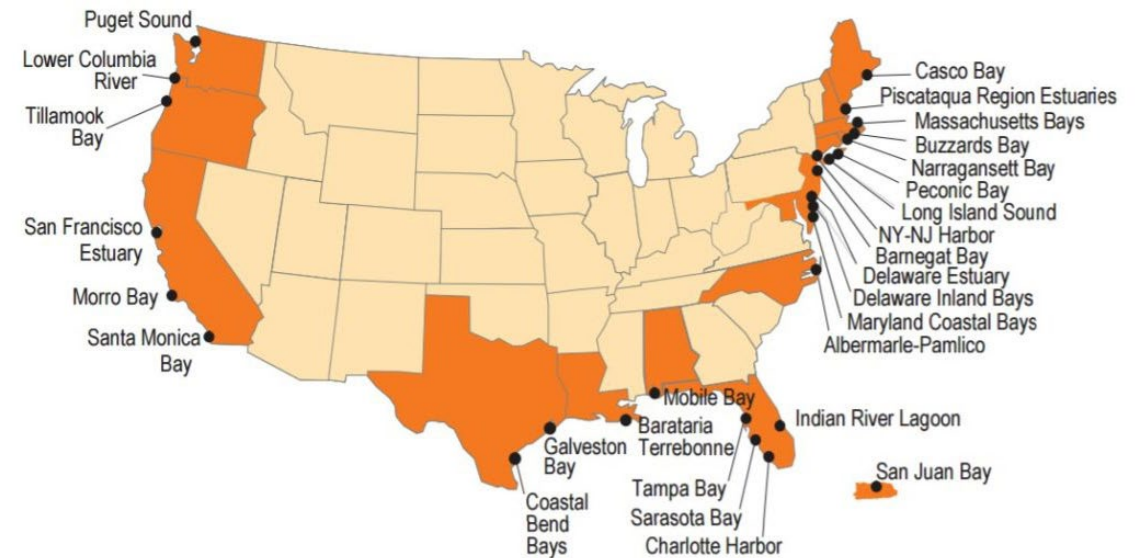 Puget Sound
Lower Columbia
River
Tillamook
Bay
San Francisco
Estuary
Morro Bay
Santa Monica
Bay
Casco Bay
Piscataqua Region Estuaries
Massachusetts Bays
Buzzards Bay
Narragansett Bay
Peconic Bay
Long Island Sound
NY-NJ Harbor
Barnegat Bay
Delaware Estuary
Delaware Inland Bays
Maryland Coastal Bays
Albermarle-Pamlico
Mobile Bay
Barataria
Terrebonne
Galveston
Bay
Coastal
Bend
Bays
Indian River Lagoon
Tampa Bay
Sarasota Bay
Charlotte Harbor
San Juan Bay